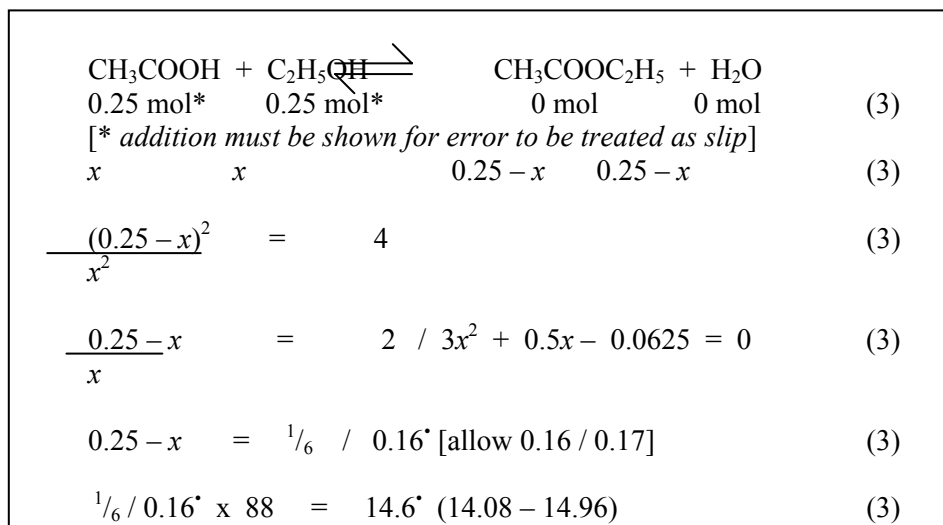 CH₃COOH + C₂H₅OH ⇌ CH₃COOC₂H₅ + H₂O
0.25 mol* 0.25 mol* 0 mol 0 mol (3)
[* addition must be shown for error to be treated as slip]
x x 0.25 – x 0.25 – x (3)
(0.25 – x)² = 4 (3)
x²
0.25 – x = 2 / 3x² + 0.5x – 0.0625 = 0 (3)
x
0.25 – x = ¹/₆ / 0.16˙ [allow 0.16 / 0.17] (3)
¹/₆ / 0.16˙ x 88 = 14.6˙ (14.08 – 14.96) (3)